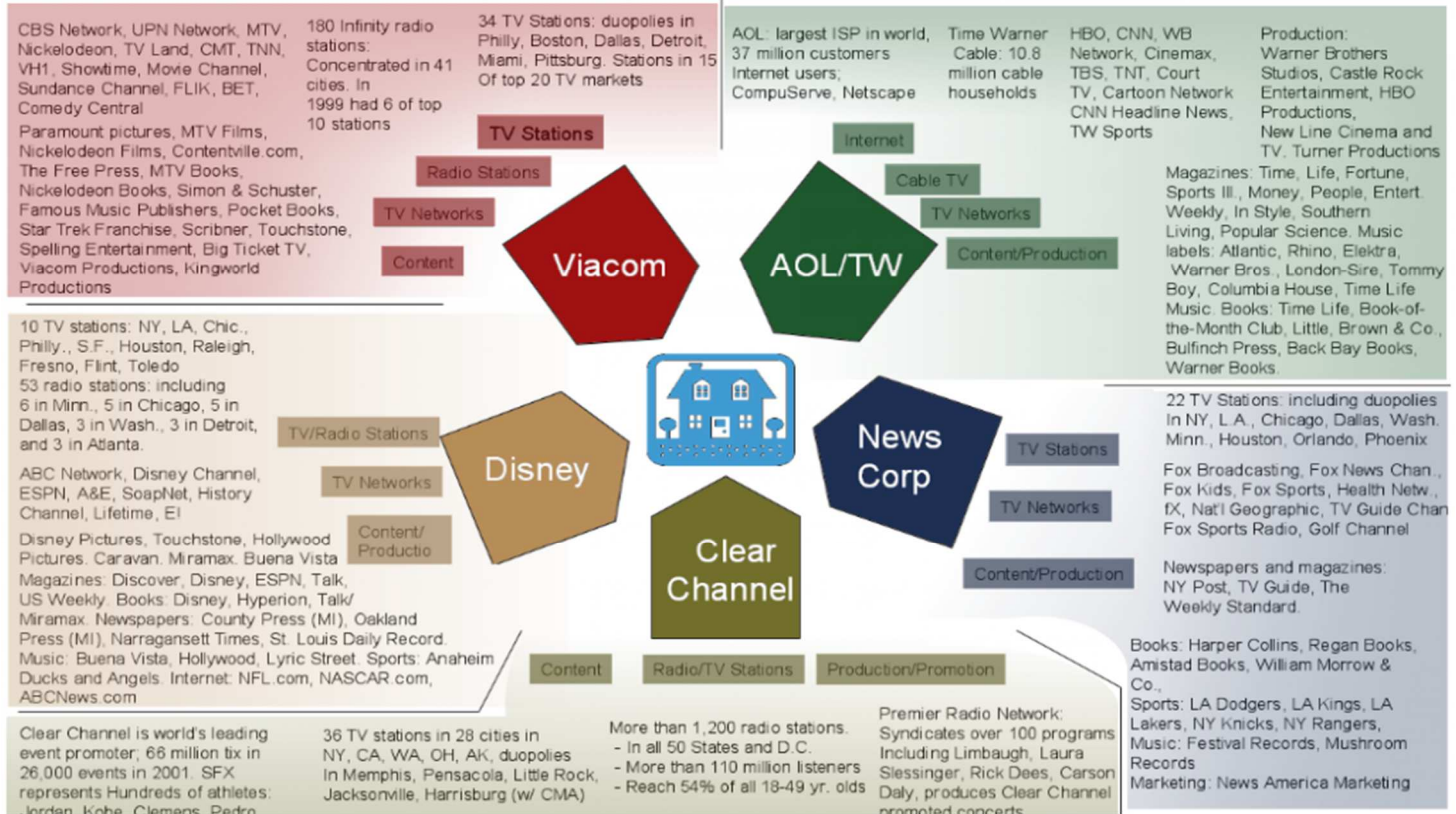 CBS Network, UPN Network, MTV,
Nickelodeon, TV Land, CMT, TNN,
VH1, Showtime, Movie Channel,
Sundance Channel, FLIK, BET,
Comedy Central
Paramount pictures, MTV Films,
Nickelodeon Films, Contentville.com,
The Free Press, MTV Books,
Nickelodeon Books, Simon & Schuster,
Famous Music Publishers, Pocket Books,
Star Trek Franchise, Scribner, Touchstone,
Spelling Entertainment, Big Ticket TV,
Viacom Productions, Kingworld
Productions
180 Infinity radio
stations:
Concentrated in 41
cities. In
1999 had 6 of top
10 stations
34 TV Stations: duopolies in
Philly, Boston, Dallas, Detroit,
Miami, Pittsburg. Stations in 15
Of top 20 TV markets
TV Stations
Radio Stations
TV Networks
Content
Viacom
AOL: largest ISP in world,
37 million customers
Internet users;
CompuServe, Netscape
Time Warner
Cable: 10.8
million cable
households
HBO, CNN, WB
Network, Cinemax,
TBS, TNT, Court
TV, Cartoon Network
CNN Headline News,
TW Sports
Production:
Warner Brothers
Studios, Castle Rock
Entertainment, HBO
Productions,
New Line Cinema and
TV. Turner Productions
Magazines: Time, Life, Fortune,
Sports Ill., Money, People, Entert.
Weekly, In Style, Southern
Living, Popular Science. Music
labels: Atlantic, Rhino, Elektra,
Warner Bros., London-Sire, Tommy
Boy, Columbia House, Time Life
Music. Books: Time Life, Book-of-
the-Month Club, Little, Brown & Co.,
Bulfinch Press, Back Bay Books,
Warner Books.
Internet
Cable TV
TV Networks
Content/Production
AOL/TW
10 TV stations: NY, LA, Chic.,
Philly., S.F., Houston, Raleigh,
Fresno, Flint, Toledo
53 radio stations: including
6 in Minn., 5 in Chicago, 5 in
Dallas, 3 in Wash., 3 in Detroit,
and 3 in Atlanta.
ABC Network, Disney Channel,
ESPN, A&E, SoapNet, History
Channel, Lifetime, E!
Disney Pictures, Touchstone, Hollywood
Pictures. Caravan. Miramax. Buena Vista
Magazines: Discover, Disney, ESPN, Talk,
US Weekly. Books: Disney, Hyperion, Talk/
Miramax. Newspapers: County Press (MI), Oakland
Press (MI), Narragansett Times, St. Louis Daily Record.
Music: Buena Vista, Hollywood, Lyric Street. Sports: Anaheim
Ducks and Angels. Internet: NFL.com, NASCAR.com,
ABCNews.com
TV/Radio Stations
TV Networks
Content/
Productio
Disney
News
Corp
TV Stations
TV Networks
Content/Production
22 TV Stations: including duopolies
In NY, L.A., Chicago, Dallas, Wash.
Minn., Houston, Orlando, Phoenix
Fox Broadcasting, Fox News Chan.,
Fox Kids, Fox Sports, Health Netw.,
fX, Nat'l Geographic, TV Guide Chan
Fox Sports Radio, Golf Channel
Newspapers and magazines:
NY Post, TV Guide, The
Weekly Standard.
Books: Harper Collins, Regan Books,
Amistad Books, William Morrow &
Co.,
Sports: LA Dodgers, LA Kings, LA
Lakers, NY Knicks, NY Rangers,
Music: Festival Records, Mushroom
Records
Marketing: News America Marketing
Clear
Channel
Content
Radio/TV Stations
Production/Promotion
Clear Channel is world's leading
event promoter; 66 million tix in
26,000 events in 2001. SFX
represents Hundreds of athletes:
Jordan, Kobe, Clemens, Pedro
36 TV stations in 28 cities in
NY, CA, WA, OH, AK, duopolies
In Memphis, Pensacola, Little Rock,
Jacksonville, Harrisburg (w/ CMA)
More than 1,200 radio stations.
- In all 50 States and D.C.
- More than 110 million listeners
- Reach 54% of all 18-49 yr. olds
Premier Radio Network:
Syndicates over 100 programs
Including Limbaugh, Laura
Slessinger, Rick Dees, Carson
Daly, produces Clear Channel
promoted concerts